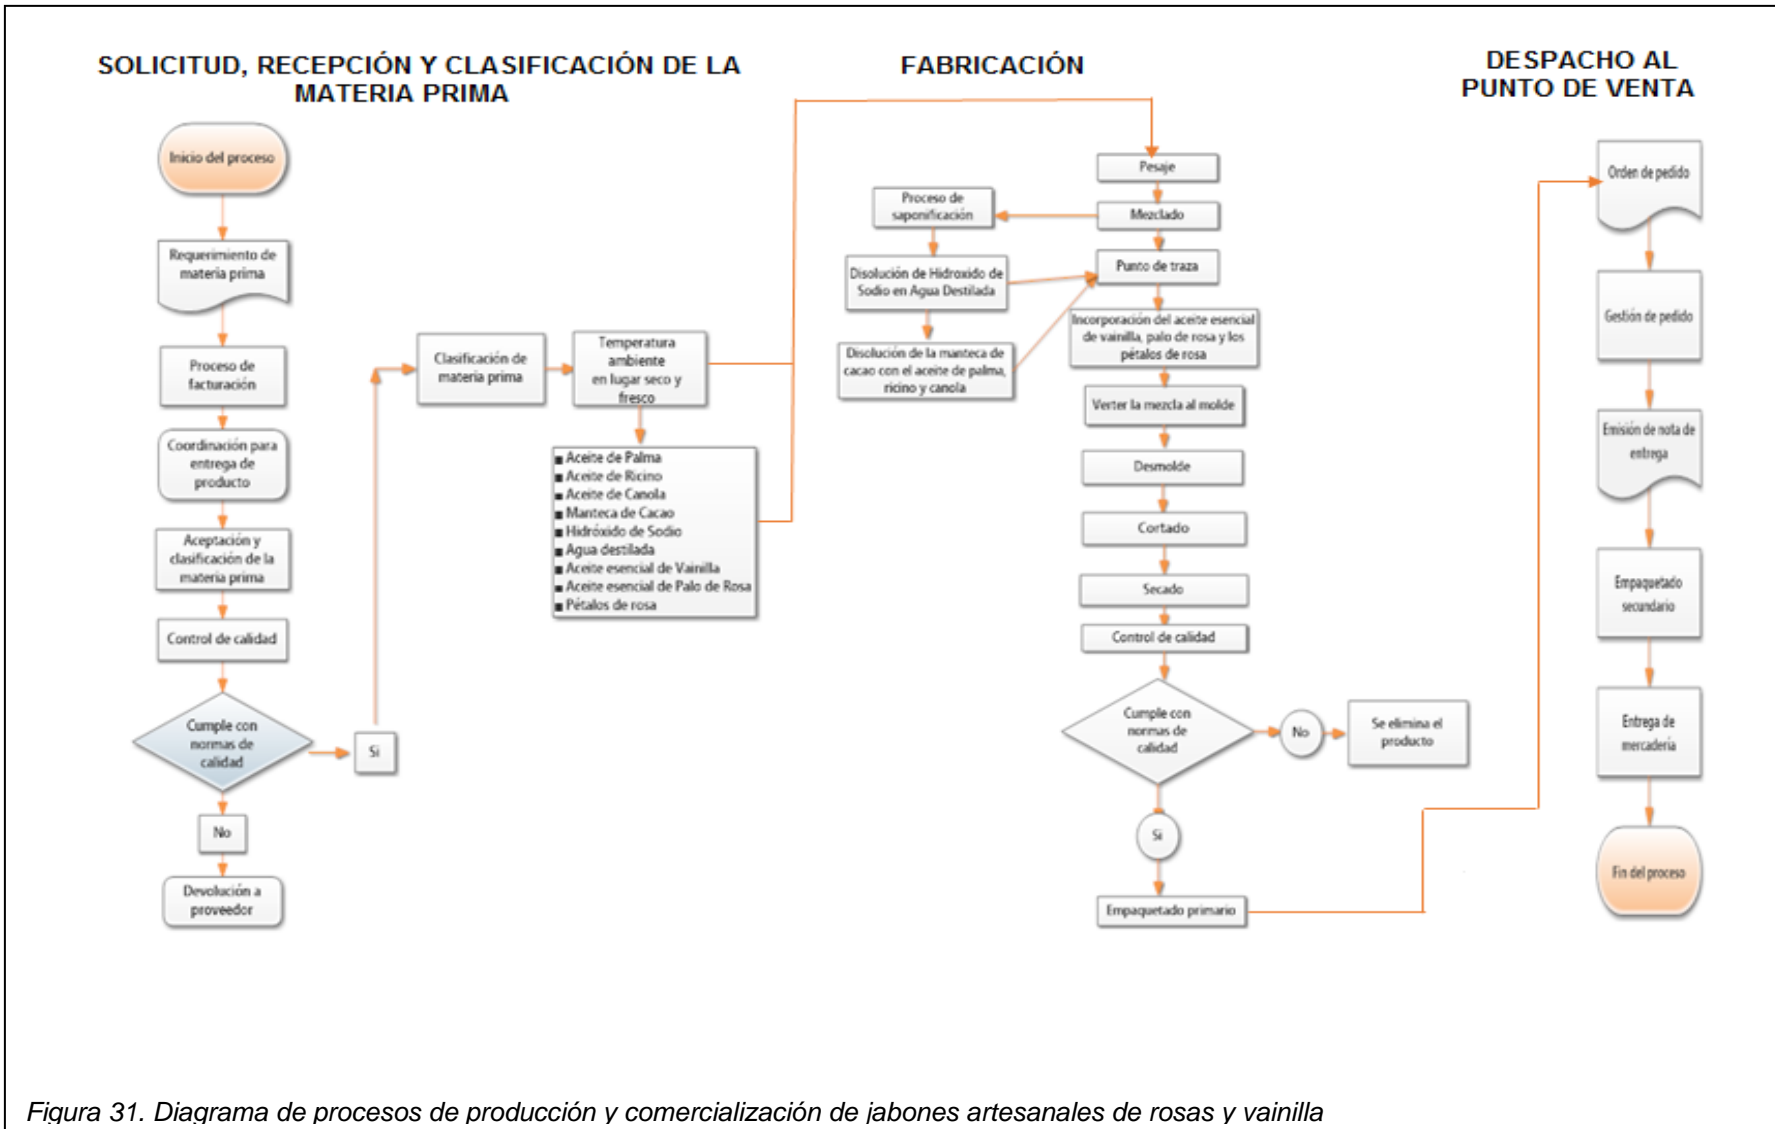 SOLICITUD, RECEPCIÓN Y CLASIFICACIÓN DE LA
MATERIA PRIMA
Inicio del proceso
Requerimiento de
materia prima
Proceso de
facturación
Coordinación para
entrega de
producto
Aceptación y
clasificación de la
materia prima
Control de calidad
Cumple con
normas de
calidad
Si
No
Devolución a
proveedor
Clasificación de
materia prima
Temperatura
ambiente
en lugar seco y
fresco
■ Aceite de Palma
■ Aceite de Ricino
■ Aceite de Canola
■ Manteca de Cacao
■ Hidróxido de Sodio
■ Agua destilada
■ Aceite esencial de Vainilla
■ Aceite esencial de Palo de Rosa
■ Pétalos de rosa
FABRICACIÓN
Pesaje
Mezclado
Proceso de
saponificación
Disolución de Hidroxido de
Sodio en Agua Destilada
Disolución de la manteca de
cacao con el aceite de palma,
ricino y canola
Punto de traza
Incorporación del aceite esencial
de vainilla, palo de rosa y los
pétalos de rosa
Verter la mezcla al molde
Desmolde
Cortado
Secado
Control de calidad
Cumple con
normas de
calidad
No
Se elimina el
producto
Si
Empaquetado primario
DESPACHO AL
PUNTO DE VENTA
Orden de pedido
Gestión de pedido
Emisión de nota de
entrega
Empaquetado
secundario
Entrega de
mercadería
Fin del proceso
Figura 31. Diagrama de procesos de producción y comercialización de jabones artesanales de rosas y vainilla